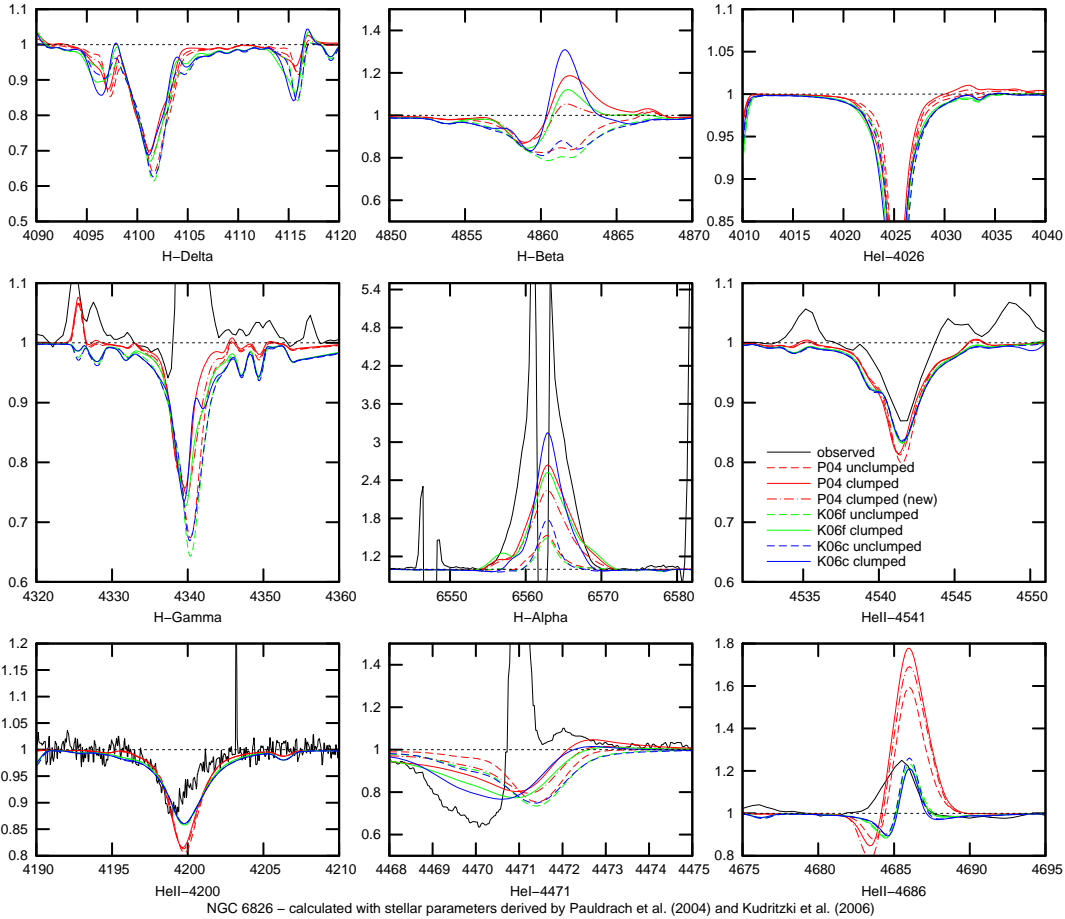 1.1
1
0.9
0.8
0.7
0.6
0.5
4090 4095 4100 4105 4110 4115 4120
H−Delta
1.4
1.2
1
0.8
0.6
4850 4855 4860 4865 4870
H−Beta
1.1
1.05
1
0.95
0.9
0.85
4010 4015 4020 4025 4030 4035 4040
HeI−4026
1.1
1
0.9
0.8
0.7
0.6
4320 4330 4340 4350 4360
H−Gamma
5.4
4.8
4.2
3.6
3
2.4
1.8
1.2
6550 6560 6570 6580
H−Alpha
1.1
1
0.9
0.8
0.7
0.6
observed
P04 unclumped
P04 clumped
P04 clumped (new)
K06f unclumped
K06f clumped
K06c unclumped
K06c clumped
4535 4540 4545 4550
HeII−4541
1.2
1.15
1.1
1.05
1
0.95
0.9
0.85
0.8
4190 4195 4200 4205 4210
HeII−4200
1.4
1.2
1
0.8
0.6
4468 4469 4470 4471 4472 4473 4474 4475
HeI−4471
1.8
1.6
1.4
1.2
1
0.8
4675 4680 4685 4690 4695
HeII−4686
NGC 6826 − calculated with stellar parameters derived by Pauldrach et al. (2004) and Kudritzki et al. (2006)